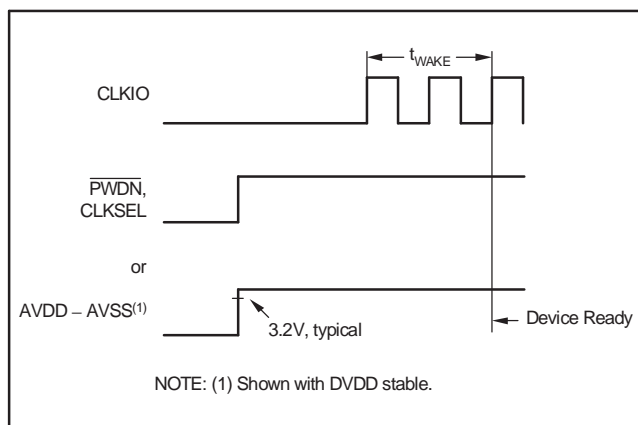 tWAKE
CLKIO
PWDN,
CLKSEL
or
AVDD – AVSS(1)
3.2V, typical
Device Ready
NOTE: (1) Shown with DVDD stable.